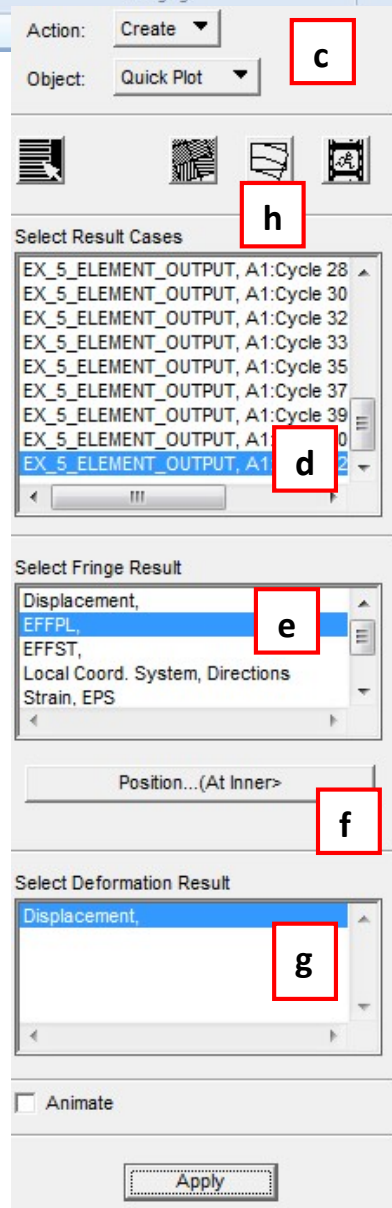 Action: Create
c
Object: Quick Plot
h
Select Result Cases
EX_5_ELEMENT_OUTPUT, A1:Cycle 28
EX_5_ELEMENT_OUTPUT, A1:Cycle 30
EX_5_ELEMENT_OUTPUT, A1:Cycle 32
EX_5_ELEMENT_OUTPUT, A1:Cycle 33
EX_5_ELEMENT_OUTPUT, A1:Cycle 35
EX_5_ELEMENT_OUTPUT, A1:Cycle 37
EX_5_ELEMENT_OUTPUT, A1:Cycle 39
EX_5_ELEMENT_OUTPUT, A1:
EX_5_ELEMENT_OUTPUT, A1: d
Select Fringe Result
Displacement,
EFFPL, e
EFFST,
Local Coord. System, Directions
Strain, EPS
Position...(At Inner>
f
Select Deformation Result
Displacement,
g
Animate
Apply